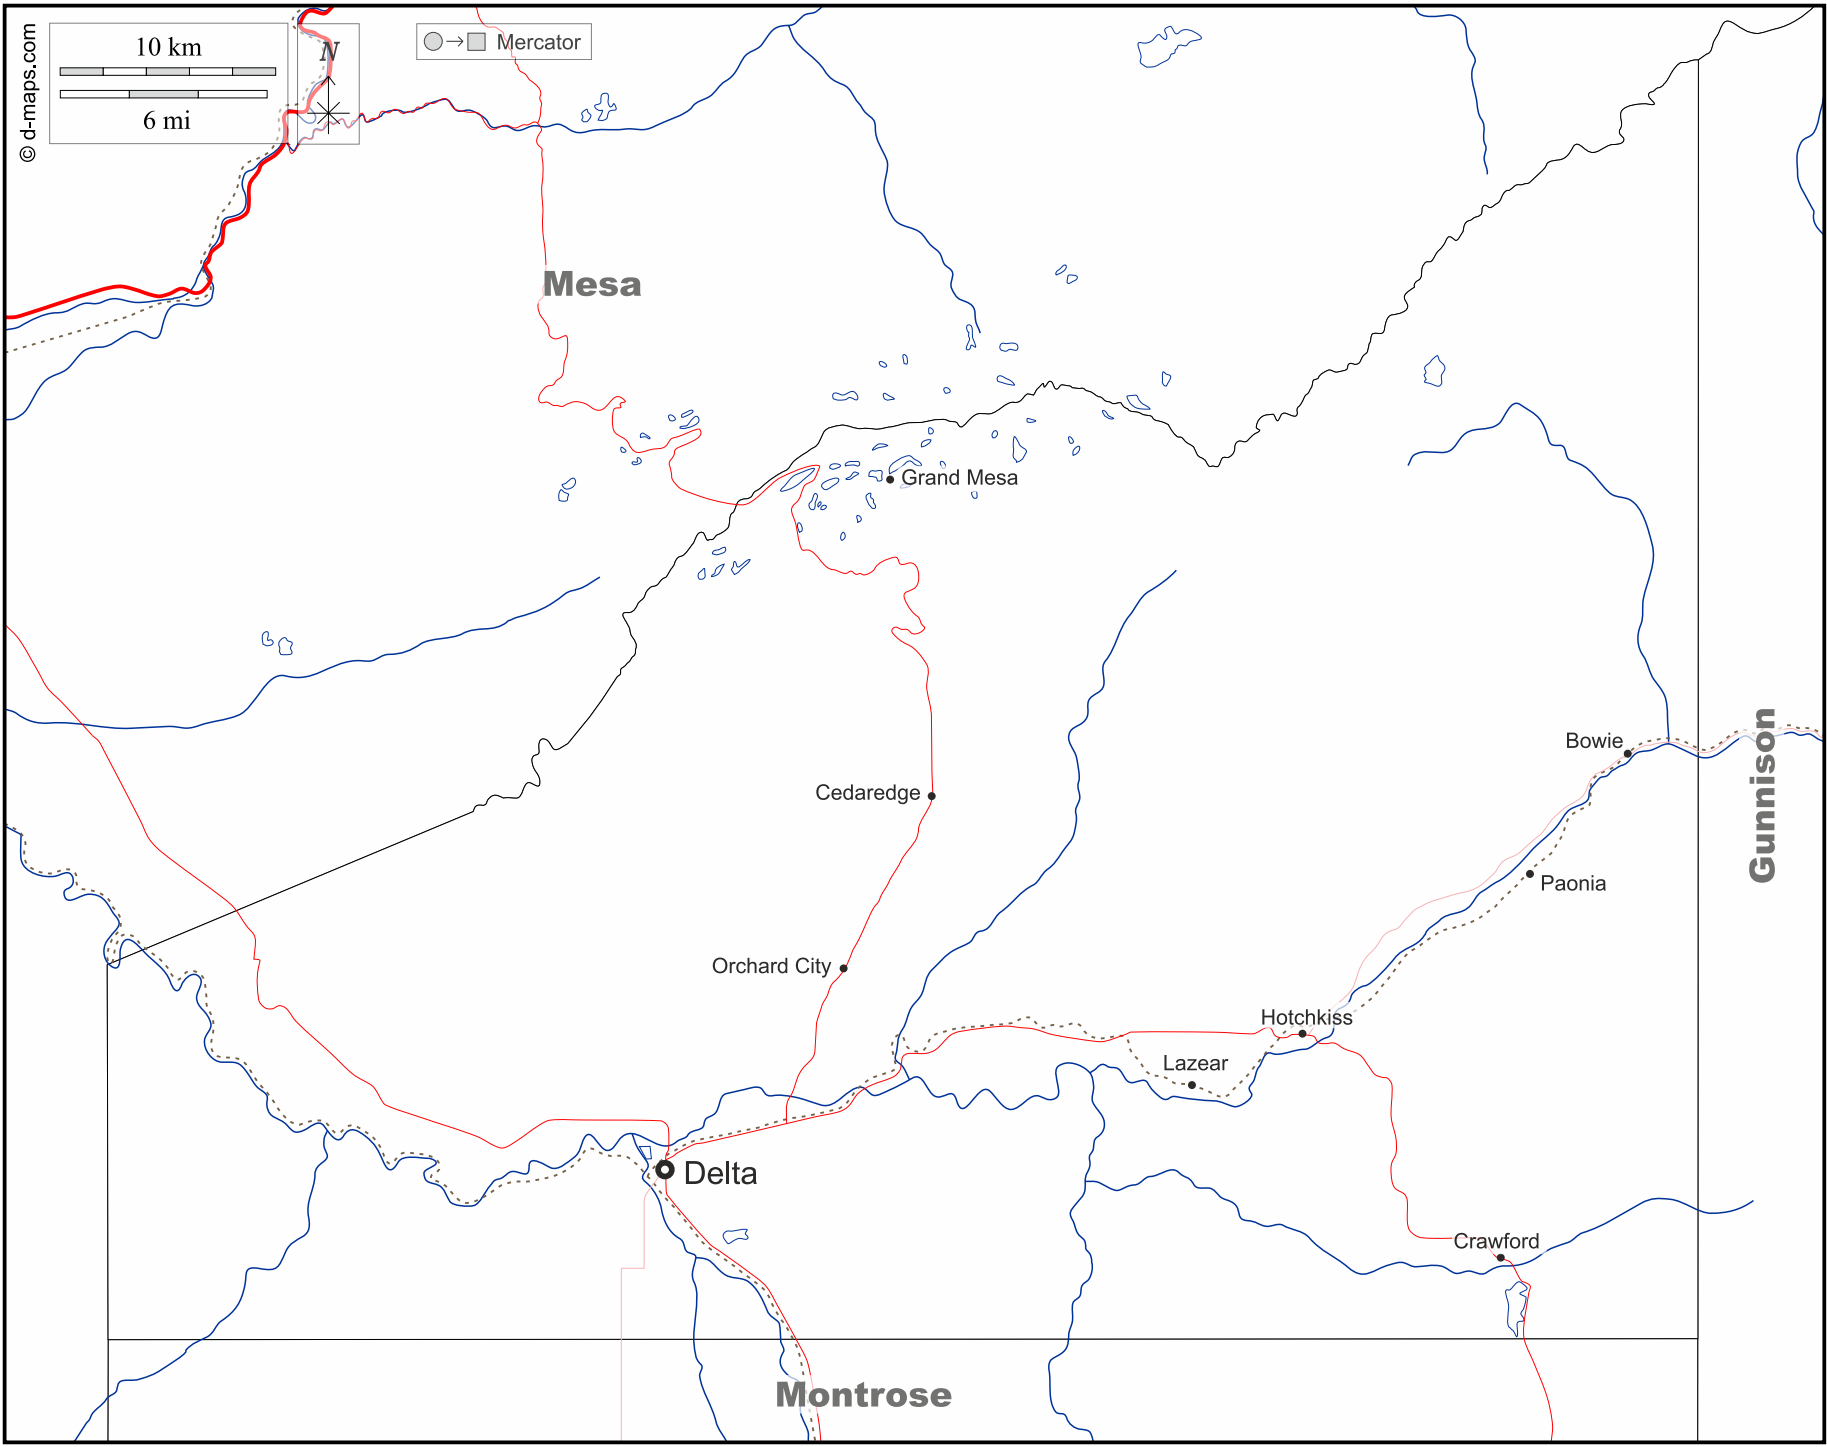 © d-maps.com
10 km
6 mi
N
Mercator
Mesa
Grand Mesa
Bowie
Gunnison
Cedaredge
Paonia
Orchard City
Hotchkiss
Lazear
Delta
Crawford
Montrose